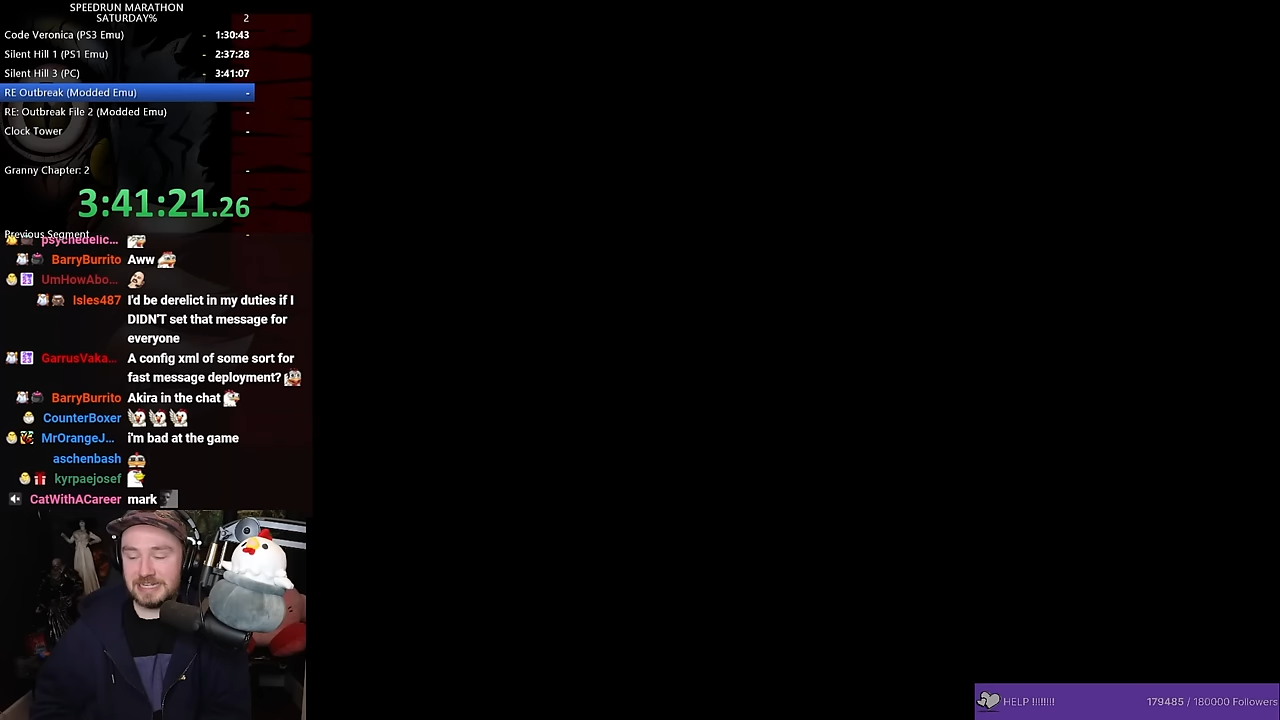 SPEEDRUN MARATHON
SATURDAY% 2
Code Veronica (PS3 Emu) - 1:30:43
Silent Hill 1 (PS1 Emu) - 2:37:28
Silent Hill 3 (PC) - 3:41:07
RE Outbreak (Modded Emu) -
RE: Outbreak File 2 (Modded Emu) -
Clock Tower -
Granny Chapter: 2 -
3:41:21.26
Previous Segment -
psychedelic...
BarryBurrito Aww
UmHowAbo...
Isles487 I'd be derelict in my duties if I
DIDN'T set that message for
everyone
GarrusVaka... A config xml of some sort for
fast message deployment?
BarryBurrito Akira in the chat
CounterBoxer
MrOrangeJ... i'm bad at the game
aschenbash
kyrpaejosef
CatWithACareer mark
HELP !!!!!!!! 179485 / 180000 Followers